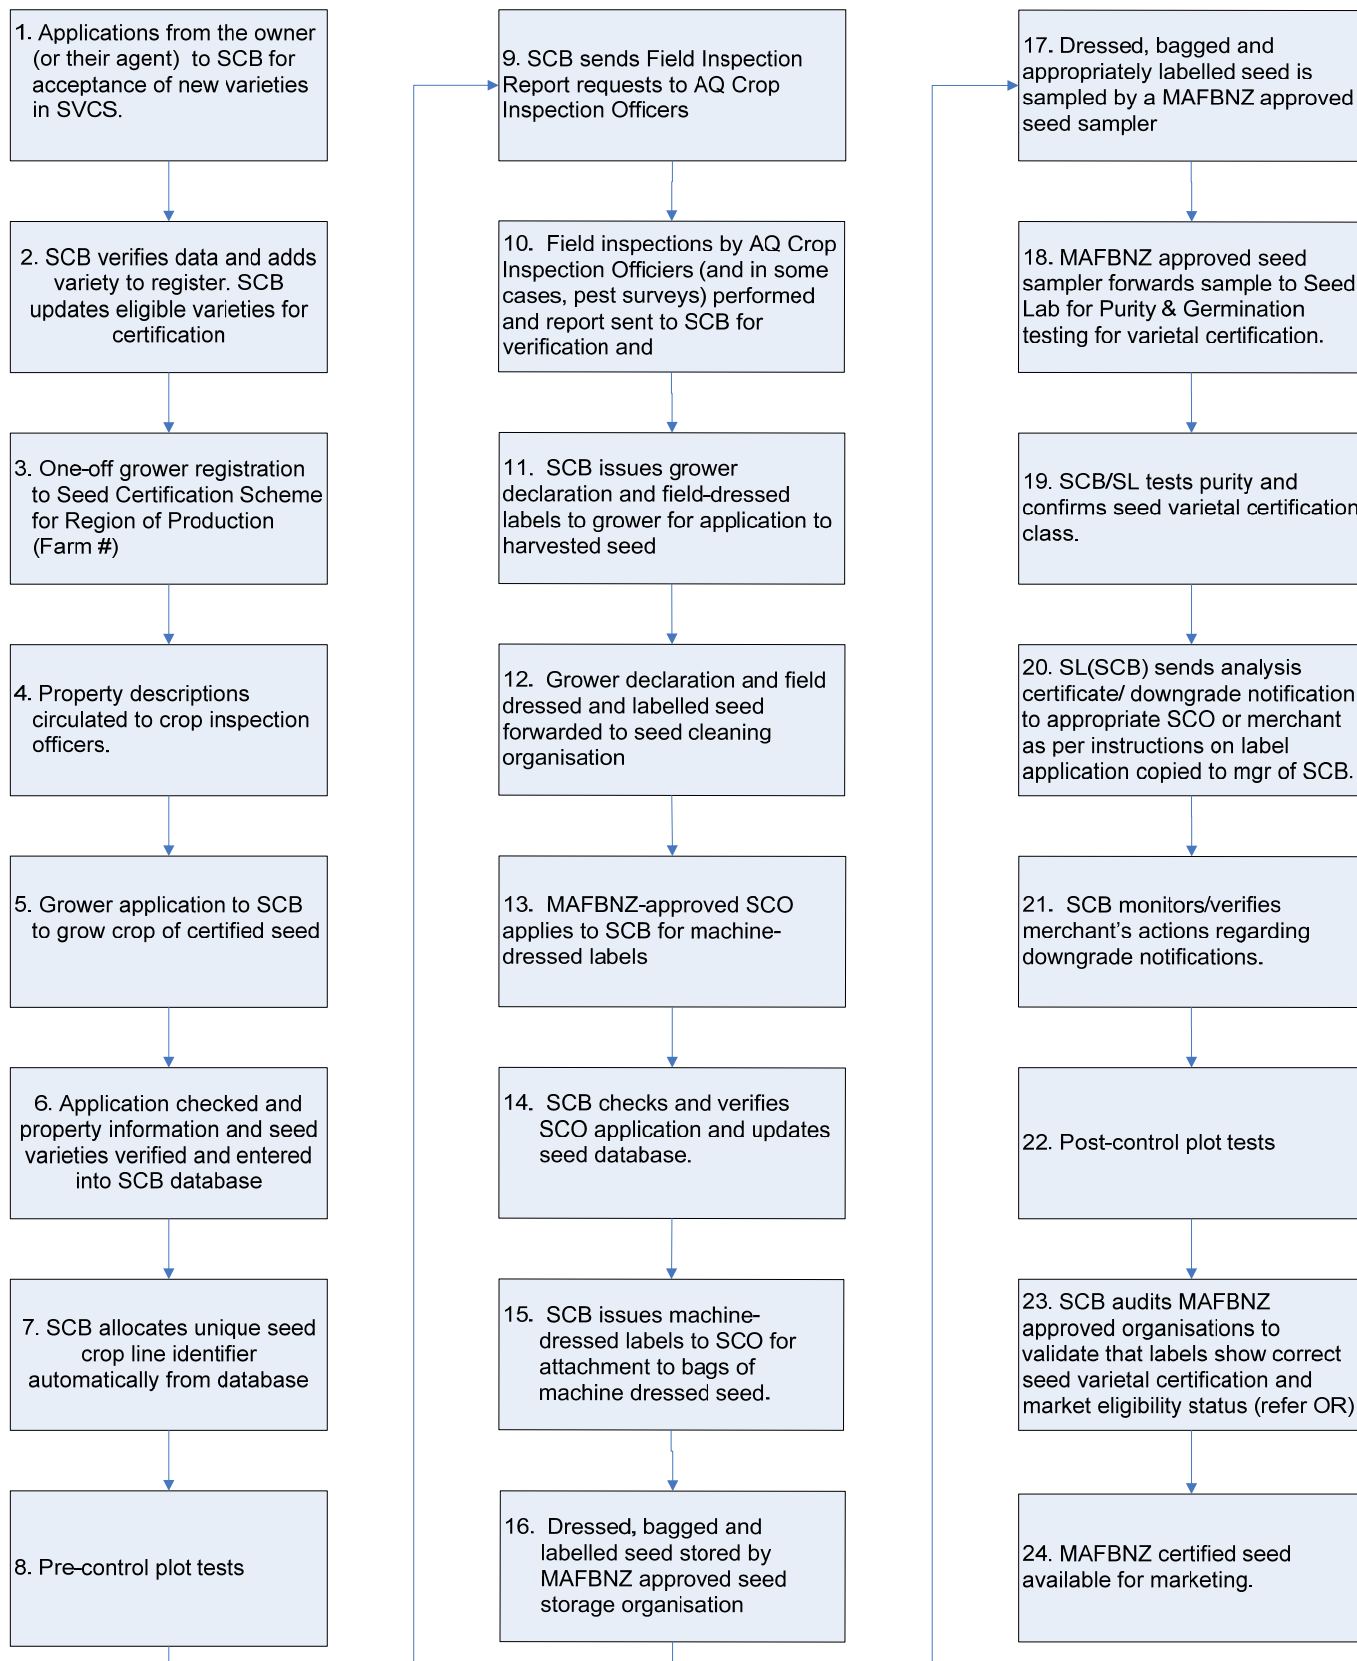 1. Applications from the owner
(or their agent) to SCB for
acceptance of new varieties
in SVCS.
2. SCB verifies data and adds
variety to register. SCB
updates eligible varieties for
certification
3. One-off grower registration
to Seed Certification Scheme
for Region of Production
(Farm #)
4. Property descriptions
circulated to crop inspection
officers.
5. Grower application to SCB
to grow crop of certified seed
6. Application checked and
property information and seed
varieties verified and entered
into SCB database
7. SCB allocates unique seed
crop line identifier
automatically from database
8. Pre-control plot tests
9. SCB sends Field Inspection
Report requests to AQ Crop
Inspection Officers
10. Field inspections by AQ Crop
Inspection Officiers (and in some
cases, pest surveys) performed
and report sent to SCB for
verification and
11. SCB issues grower
declaration and field-dressed
labels to grower for application to
harvested seed
12. Grower declaration and field
dressed and labelled seed
forwarded to seed cleaning
organisation
13. MAFBNZ-approved SCO
applies to SCB for machine-
dressed labels
14. SCB checks and verifies
SCO application and updates
seed database.
15. SCB issues machine-
dressed labels to SCO for
attachment to bags of
machine dressed seed.
16. Dressed, bagged and
labelled seed stored by
MAFBNZ approved seed
storage organisation
17. Dressed, bagged and
appropriately labelled seed is
sampled by a MAFBNZ approved
seed sampler
18. MAFBNZ approved seed
sampler forwards sample to Seed
Lab for Purity & Germination
testing for varietal certification.
19. SCB/SL tests purity and
confirms seed varietal certification
class.
20. SL(SCB) sends analysis
certificate/ downgrade notification
to appropriate SCO or merchant
as per instructions on label
application copied to mgr of SCB.
21. SCB monitors/verifies
merchant's actions regarding
downgrade notifications.
22. Post-control plot tests
23. SCB audits MAFBNZ
approved organisations to
validate that labels show correct
seed varietal certification and
market eligibility status (refer OR)
24. MAFBNZ certified seed
available for marketing.